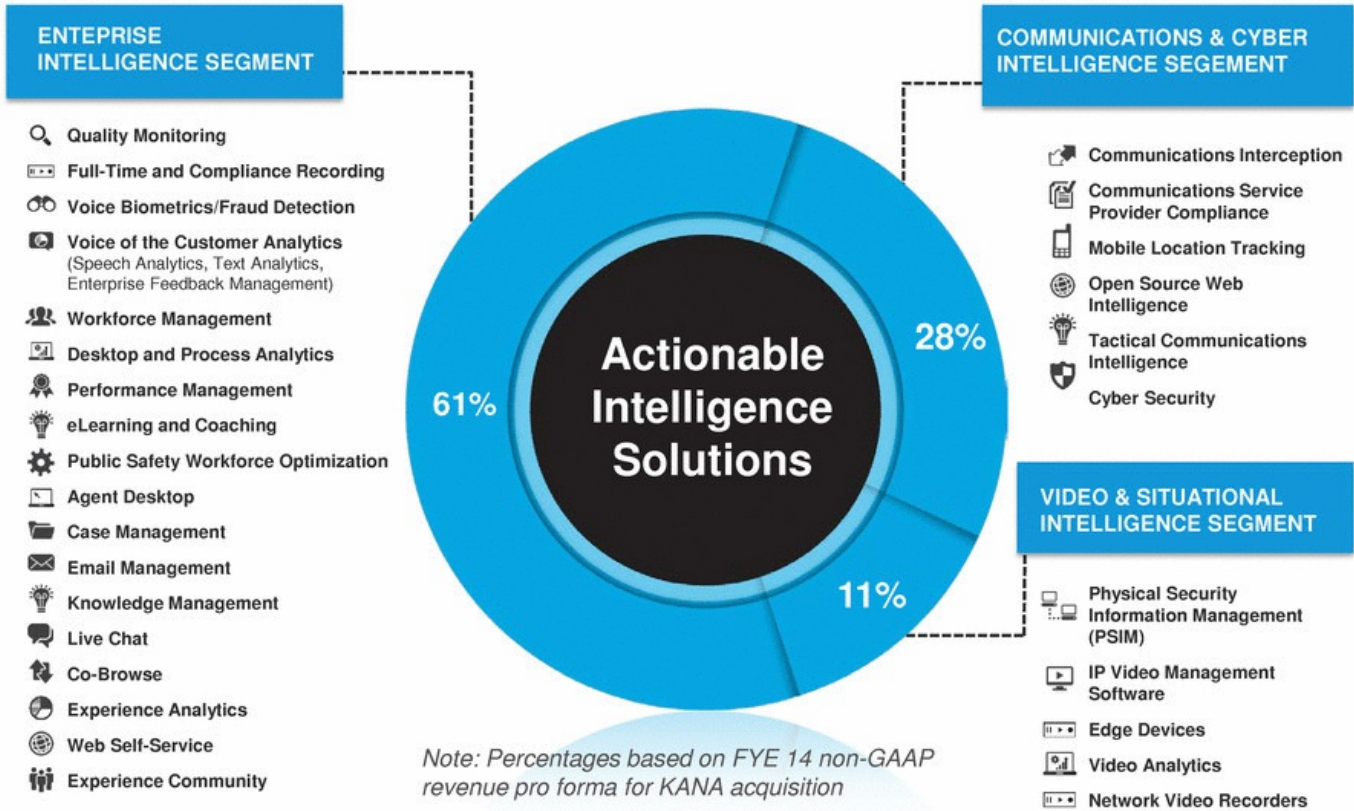 ENTEPRISE
INTELLIGENCE SEGMENT
Quality Monitoring
Full-Time and Compliance Recording
Voice Biometrics/Fraud Detection
Voice of the Customer Analytics
(Speech Analytics, Text Analytics,
Enterprise Feedback Management)
Workforce Management
Desktop and Process Analytics
Performance Management
eLearning and Coaching
Public Safety Workforce Optimization
Agent Desktop
Case Management
Email Management
Knowledge Management
Live Chat
Co-Browse
Experience Analytics
Web Self-Service
Experience Community
61%
Actionable
Intelligence
Solutions
28%
11%
Note: Percentages based on FYE 14 non-GAAP
revenue pro forma for KANA acquisition
COMMUNICATIONS & CYBER
INTELLIGENCE SEGEMENT
Communications Interception
Communications Service
Provider Compliance
Mobile Location Tracking
Open Source Web
Intelligence
Tactical Communications
Intelligence
Cyber Security
VIDEO & SITUATIONAL
INTELLIGENCE SEGMENT
Physical Security
Information Management
(PSIM)
IP Video Management
Software
Edge Devices
Video Analytics
Network Video Recorders